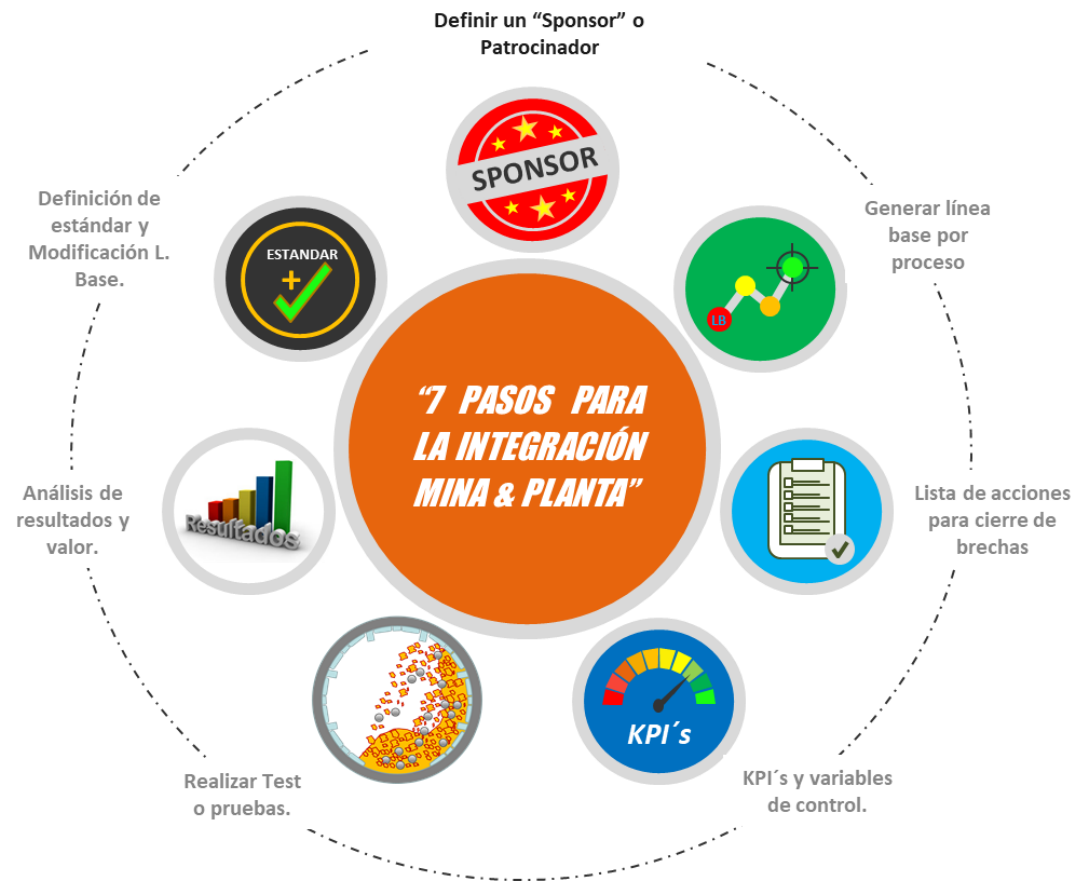 Definir un “Sponsor” o
Patrocinador
SPONSOR
Generar línea
base por
proceso
LB
Lista de acciones
para cierre de
brechas
KPI´s
KPI´s y variables
de control.
Realizar Test
o pruebas.
Resultados
Análisis de
resultados y
valor.
ESTANDAR
Definición de
estándar y
Modificación L.
Base.
“7 PASOS PARA
LA INTEGRACIÓN
MINA & PLANTA”